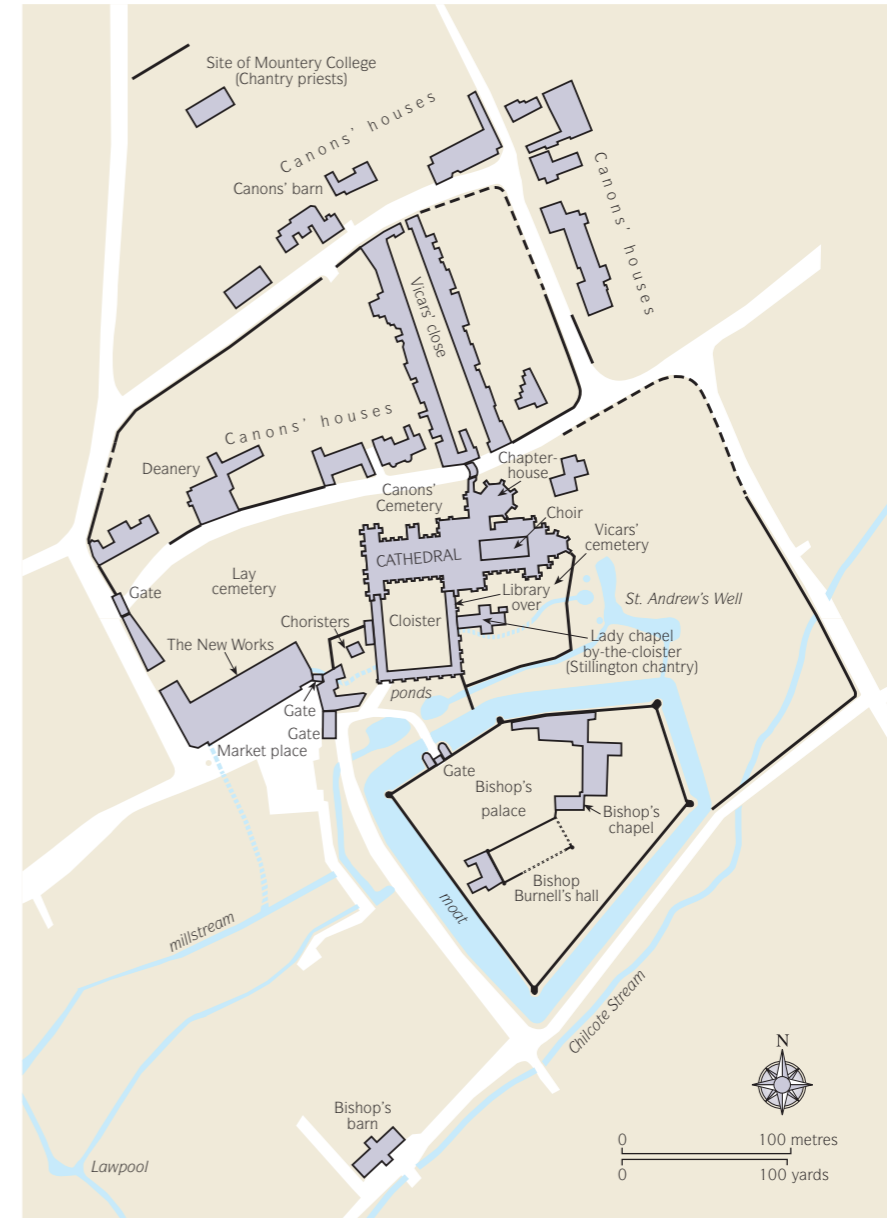 Site of Mountery College
(Chantry priests)
Canons' houses
Canons' barn
Canons' houses
Vicars' close
Canons' houses
Deanery
Chapter-
house
Canons'
Cemetery
Choir
Vicars'
cemetery
CATHEDRAL
Lay
cemetery
Gate
Library
over
St. Andrew's Well
Choristers
Cloister
The New Works
Lady chapel
by-the-cloister
(Stillington chantry)
ponds
Gate
Gate
Market place
Gate
Bishop's
palace
Bishop's
chapel
Bishop
Burnell's hall
moat
millstream
Chilcote Stream
N
Bishop's
barn
0 100 metres
0 100 yards
Lawpool